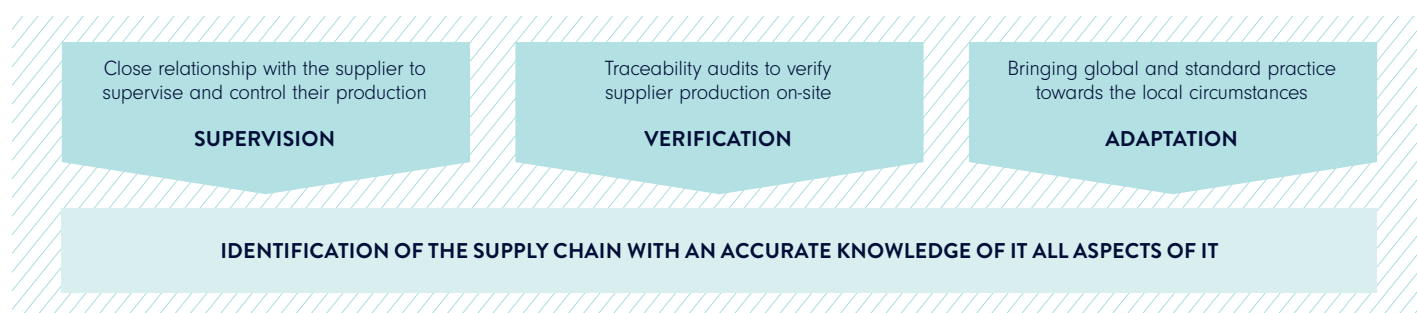 Close relationship with the supplier to
supervise and control their production
SUPERVISION
Traceability audits to verify
supplier production on-site
VERIFICATION
Bringing global and standard practice
towards the local circumstances
ADAPTATION
IDENTIFICATION OF THE SUPPLY CHAIN WITH AN ACCURATE KNOWLEDGE OF IT ALL ASPECTS OF IT